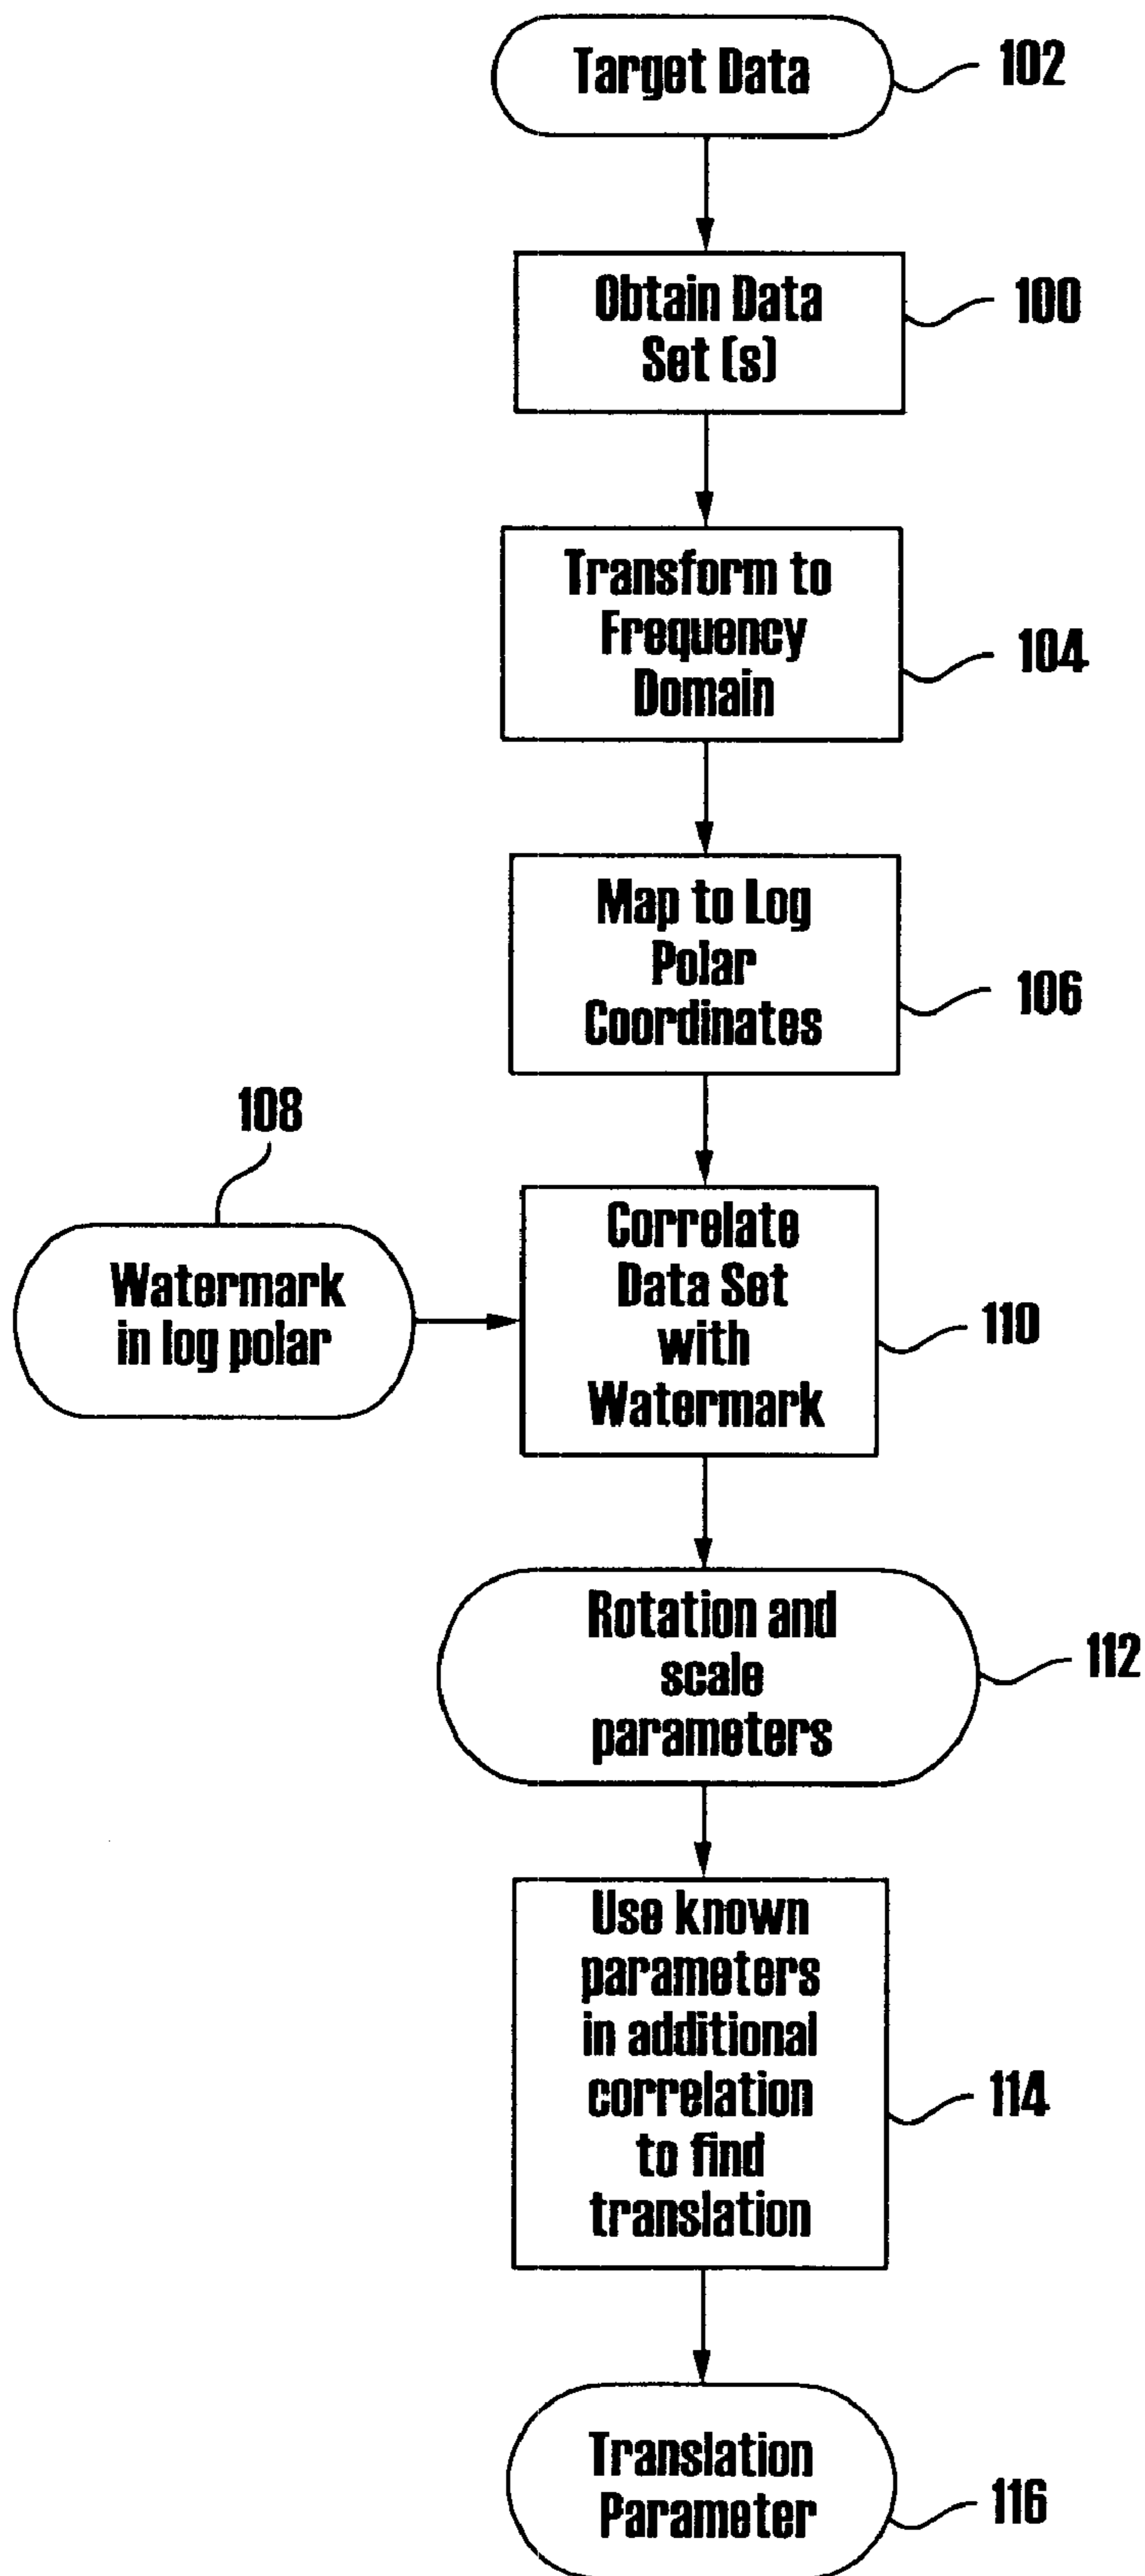 Target Data
102
Obtain Data
Set (s)
100
Transform to
Frequency
Domain
104
Map to Log
Polar
Coordinates
106
108
Watermark
in log polar
Correlate
Data Set
with
Watermark
110
Rotation and
scale
parameters
112
Use known
parameters
in additional
correlation
to find
translation
114
Translation
Parameter
116